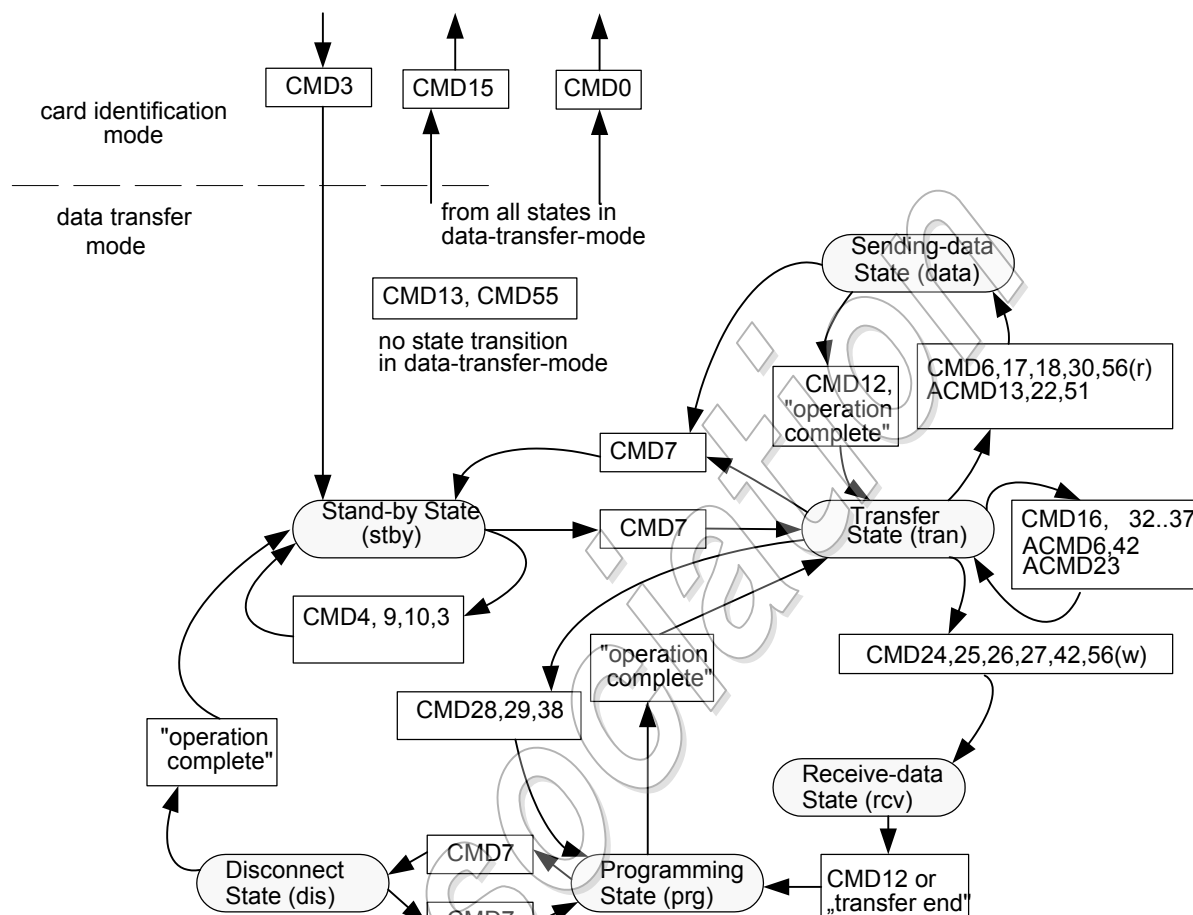 CMD3
CMD15
CMD0
card identification
mode
data transfer
mode
from all states in
data-transfer-mode
Sending-data
State (data)
CMD13, CMD55
no state transition
in data-transfer-mode
CMD12,
"operation
complete"
CMD6,17,18,30,56(r)
ACMD13,22,51
CMD7
Stand-by State
(stby)
CMD7
Transfer
State (tran)
CMD16, 32..37
ACMD6,42
ACMD23
CMD4, 9,10,3
"operation
complete"
CMD24,25,26,27,42,56(w)
CMD28,29,38
"operation
complete"
Receive-data
State (rcv)
CMD7
Disconnect
State (dis)
Programming
State (prg)
CMD12 or
„transfer end"
CMD7
sociation